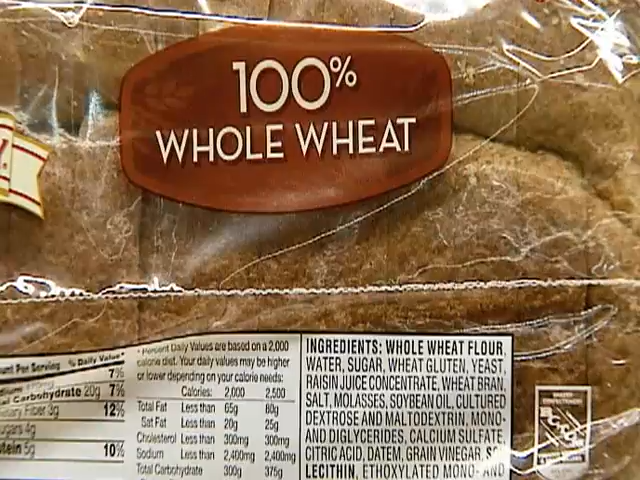 100%
WHOLE WHEAT
Per Serving % Daily Value*
7%
Carbohydrate 20g 7%
Fiber 3g 12%
ugars 4g
tein 5g 10%
* Percent Daily Values are based on a 2,000
calorie diet. Your daily values may be higher
or lower depending on your calorie needs:
Calories: 2,000 2,500
Total Fat Less than 65g 80g
Sat Fat Less than 20g 25g
Cholesterol Less than 300mg 300mg
Sodium Less than 2,400mg 2,400mg
Total Carbohydrate 300g 375g
INGREDIENTS: WHOLE WHEAT FLOUR,
WATER, SUGAR, WHEAT GLUTEN, YEAST,
RAISIN JUICE CONCENTRATE, WHEAT BRAN,
SALT, MOLASSES, SOYBEAN OIL, CULTURED
DEXTROSE AND MALTODEXTRIN, MONO-
AND DIGLYCERIDES, CALCIUM SULFATE,
CITRIC ACID, DATEM, GRAIN VINEGAR,
LECITHIN, ETHOXYLATED MONO- AND